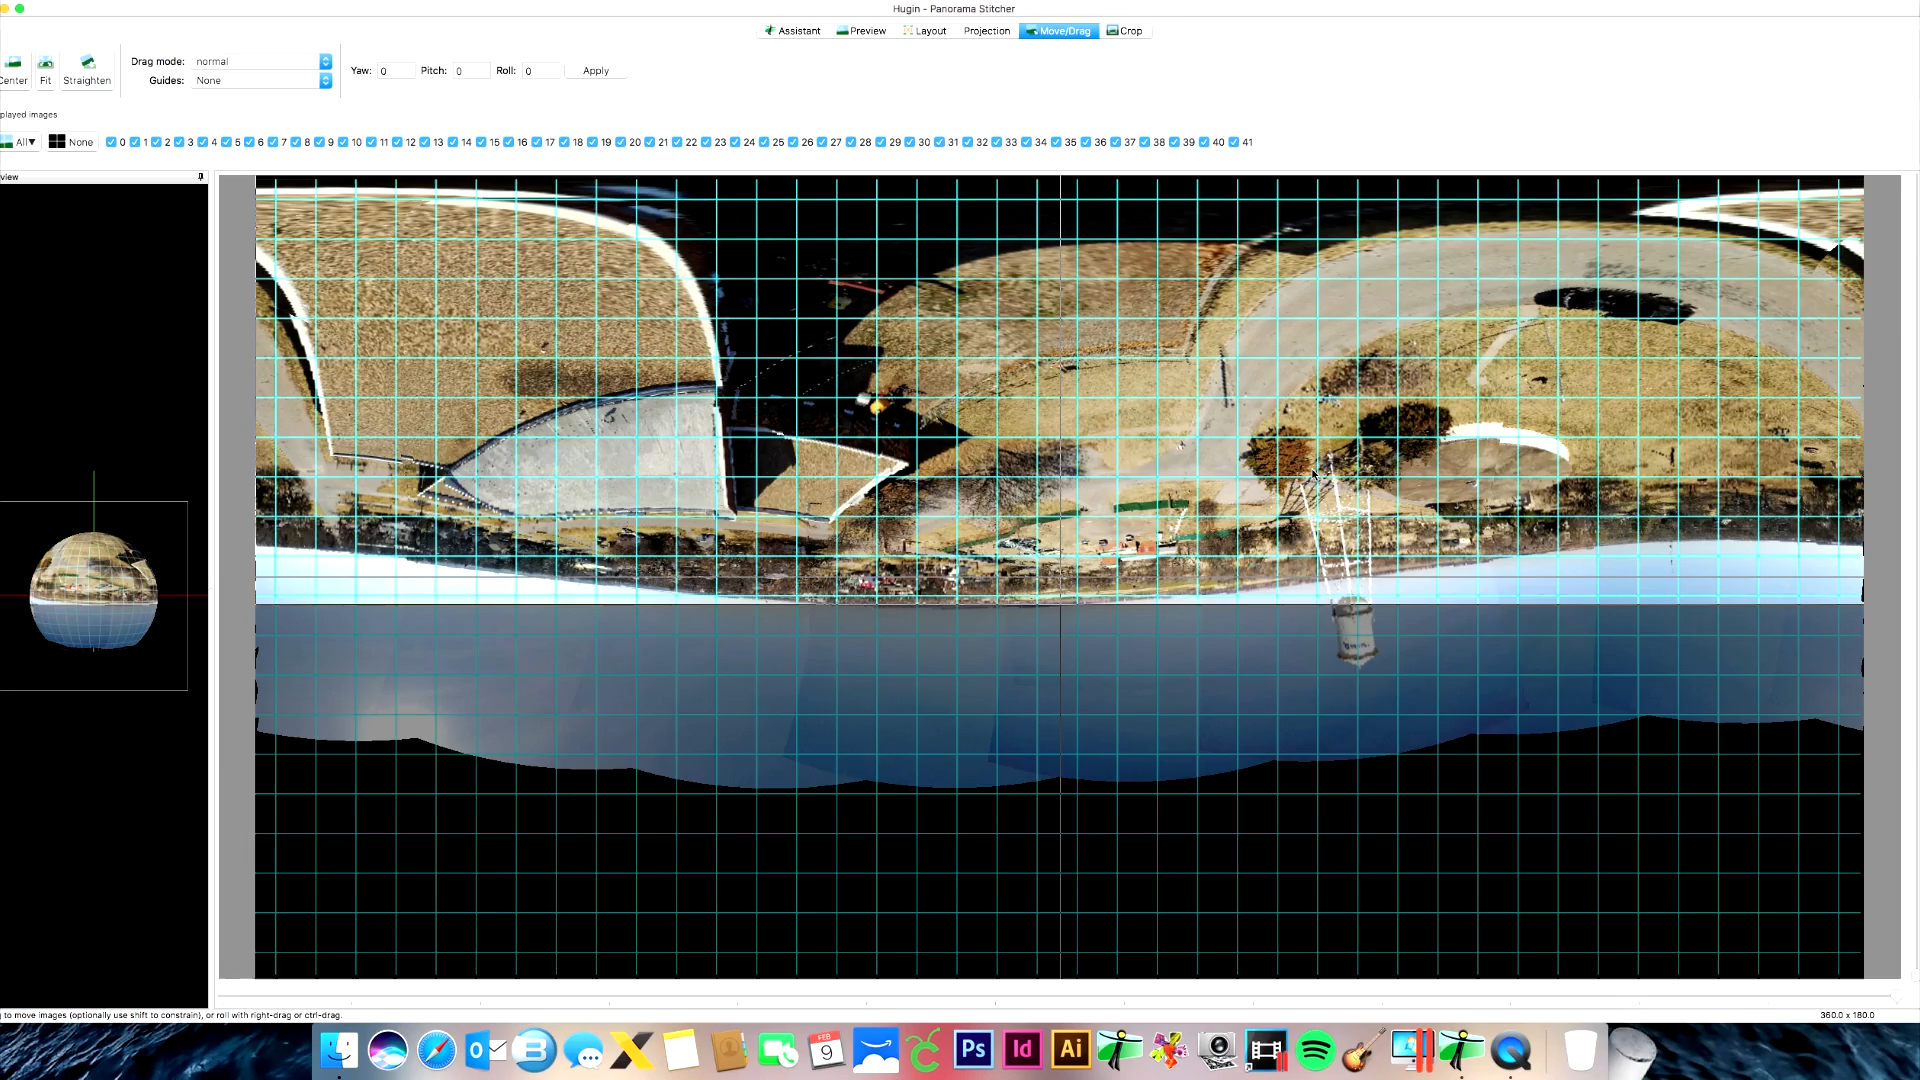 Hugin - Panorama Stitcher
Assistant Preview Layout Projection Move/Drag Crop
Drag mode: normal
Yaw: 0 Pitch: 0 Roll: 0 Apply
Center Fit Straighten Guides: None
played images
All▼ None 0 1 2 3 4 5 6 7 8 9 10 11 12 13 14 15 16 17 18 19 20 21 22 23 24 25 26 27 28 29 30 31 32 33 34 35 36 37 38 39 40 41
view
to move images (optionally use shift to constrain), or roll with right-drag or ctrl-drag.
360.0 x 180.0
FEB
9
Ps Id Ai